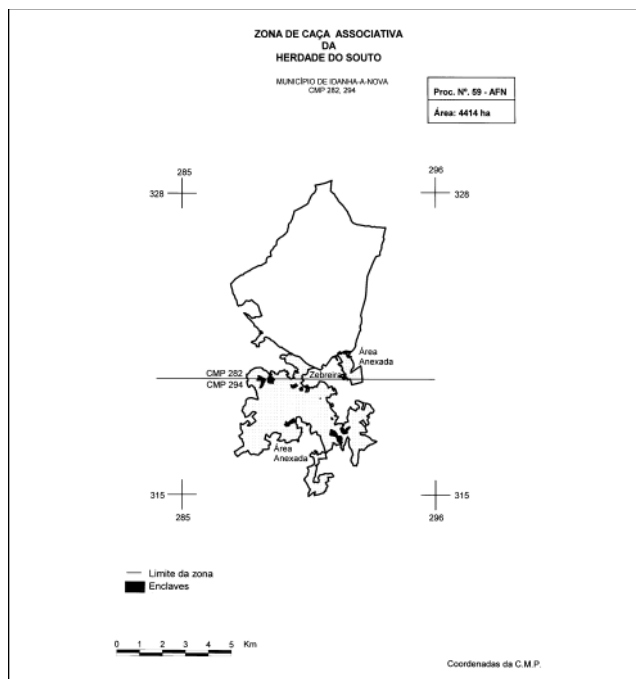 ZONA DE CAÇA ASSOCIATIVA
DA
HERDADE DO SOUTO
MUNICÍPIO DE IDANHA-A-NOVA
CMP 282, 294
Proc. Nº. 59 - AFN
Área: 4414 ha
285
296
328
328
Área
Anexada
CMP 282
Zebreira
CMP 294
Área
Anexada
315
315
285
296
Limite da zona
Enclaves
0 1 2 3 4 5 Km
Coordenadas da C.M.P.